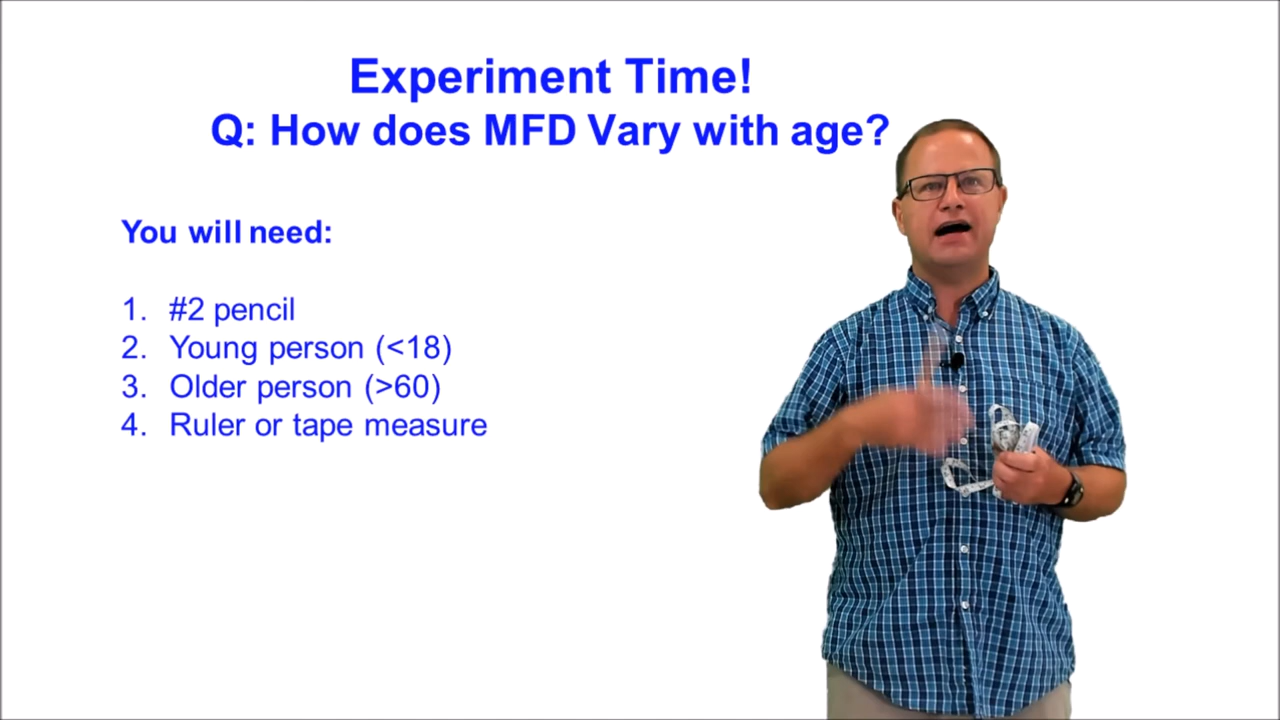 Experiment Time!
Q: How does MFD Vary with age?
You will need:
1. #2 pencil
2. Young person (<18)
3. Older person (>60)
4. Ruler or tape measure